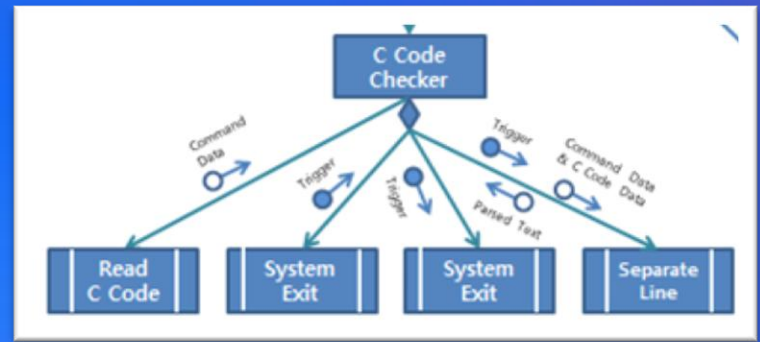 C Code
Checker
Command
Data
Trigger
Trigger
Trigger
Command Data
& C Code Data
Parsed Text
Read
C Code
System
Exit
System
Exit
Separate
Line